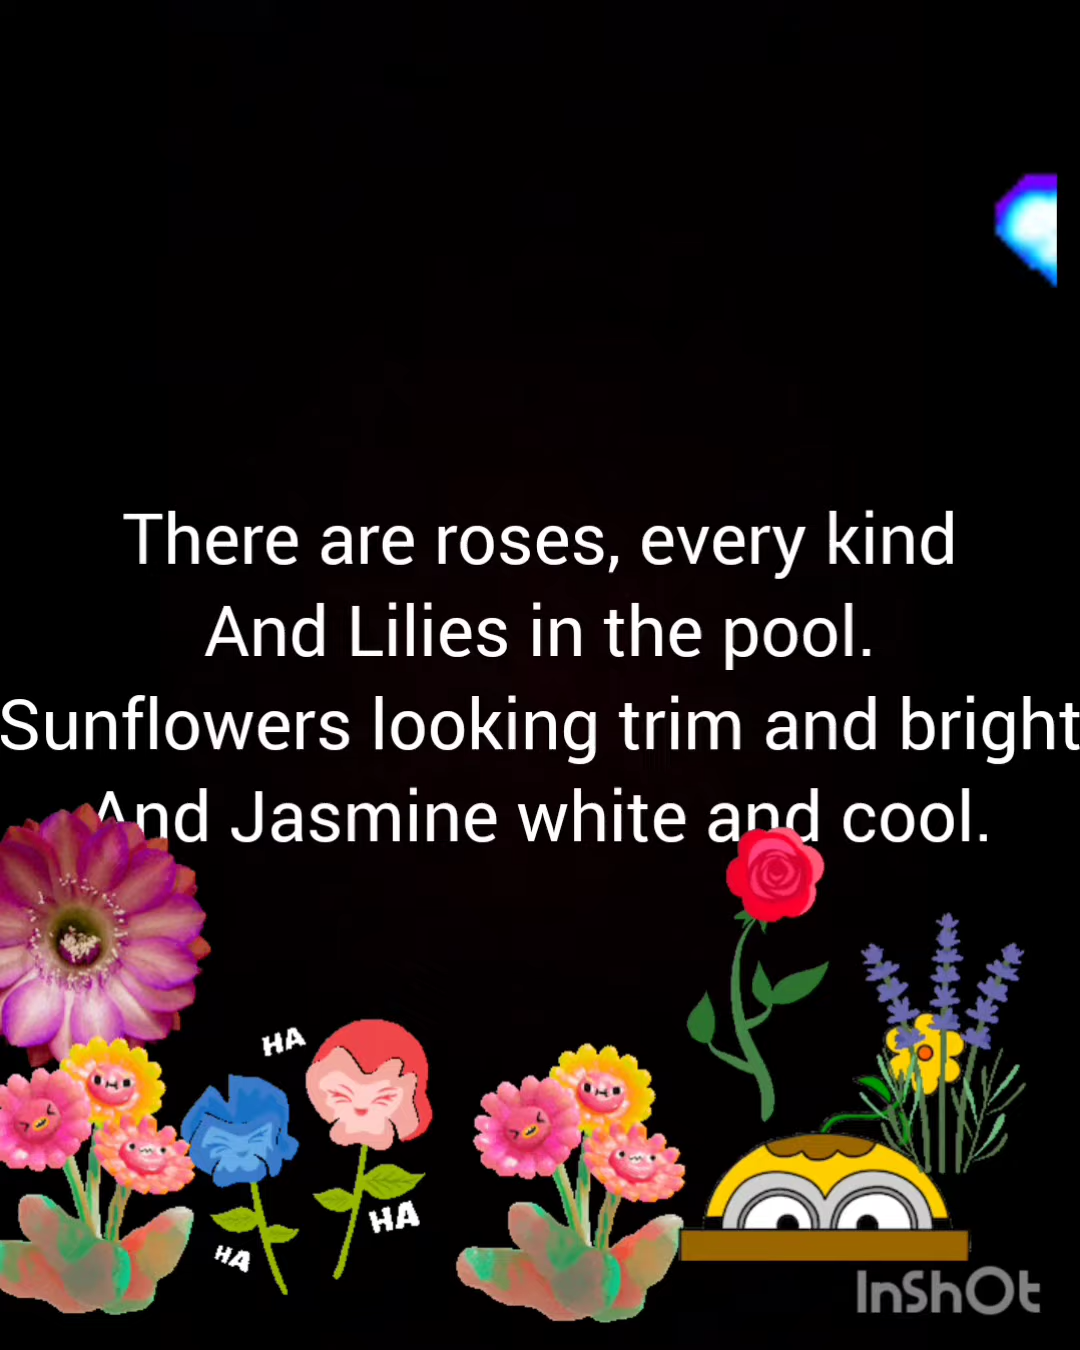 There are roses, every kind
And Lilies in the pool.
Sunflowers looking trim and bright
And Jasmine white and cool.
HA
HA
HA
InShOt